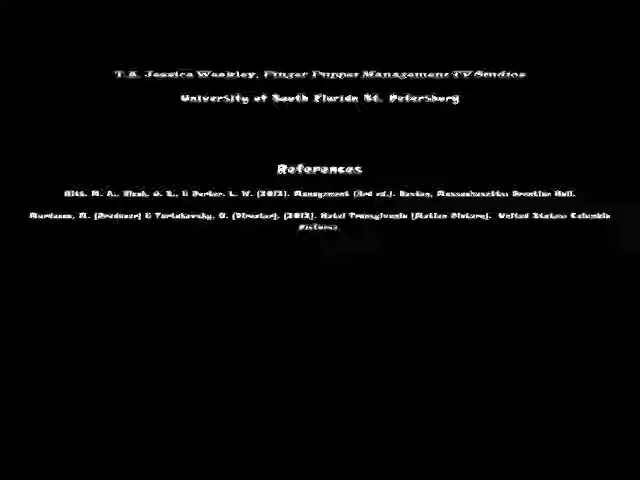 T.A. Jessica Weakley, Finger Puppet Management TV Studios
University of South Florida St. Petersburg
References
Hitt, M. A., Black, J. S., & Porter, L. W. (2012). Management (3rd ed.). Boston, Massachusetts: Prentice Hall.
Murdocca, M. (Producer) & Tartakovsky, G. (Director). (2012). Hotel Transylvania [Motion Picture]. United States: Columbia
Pictures.